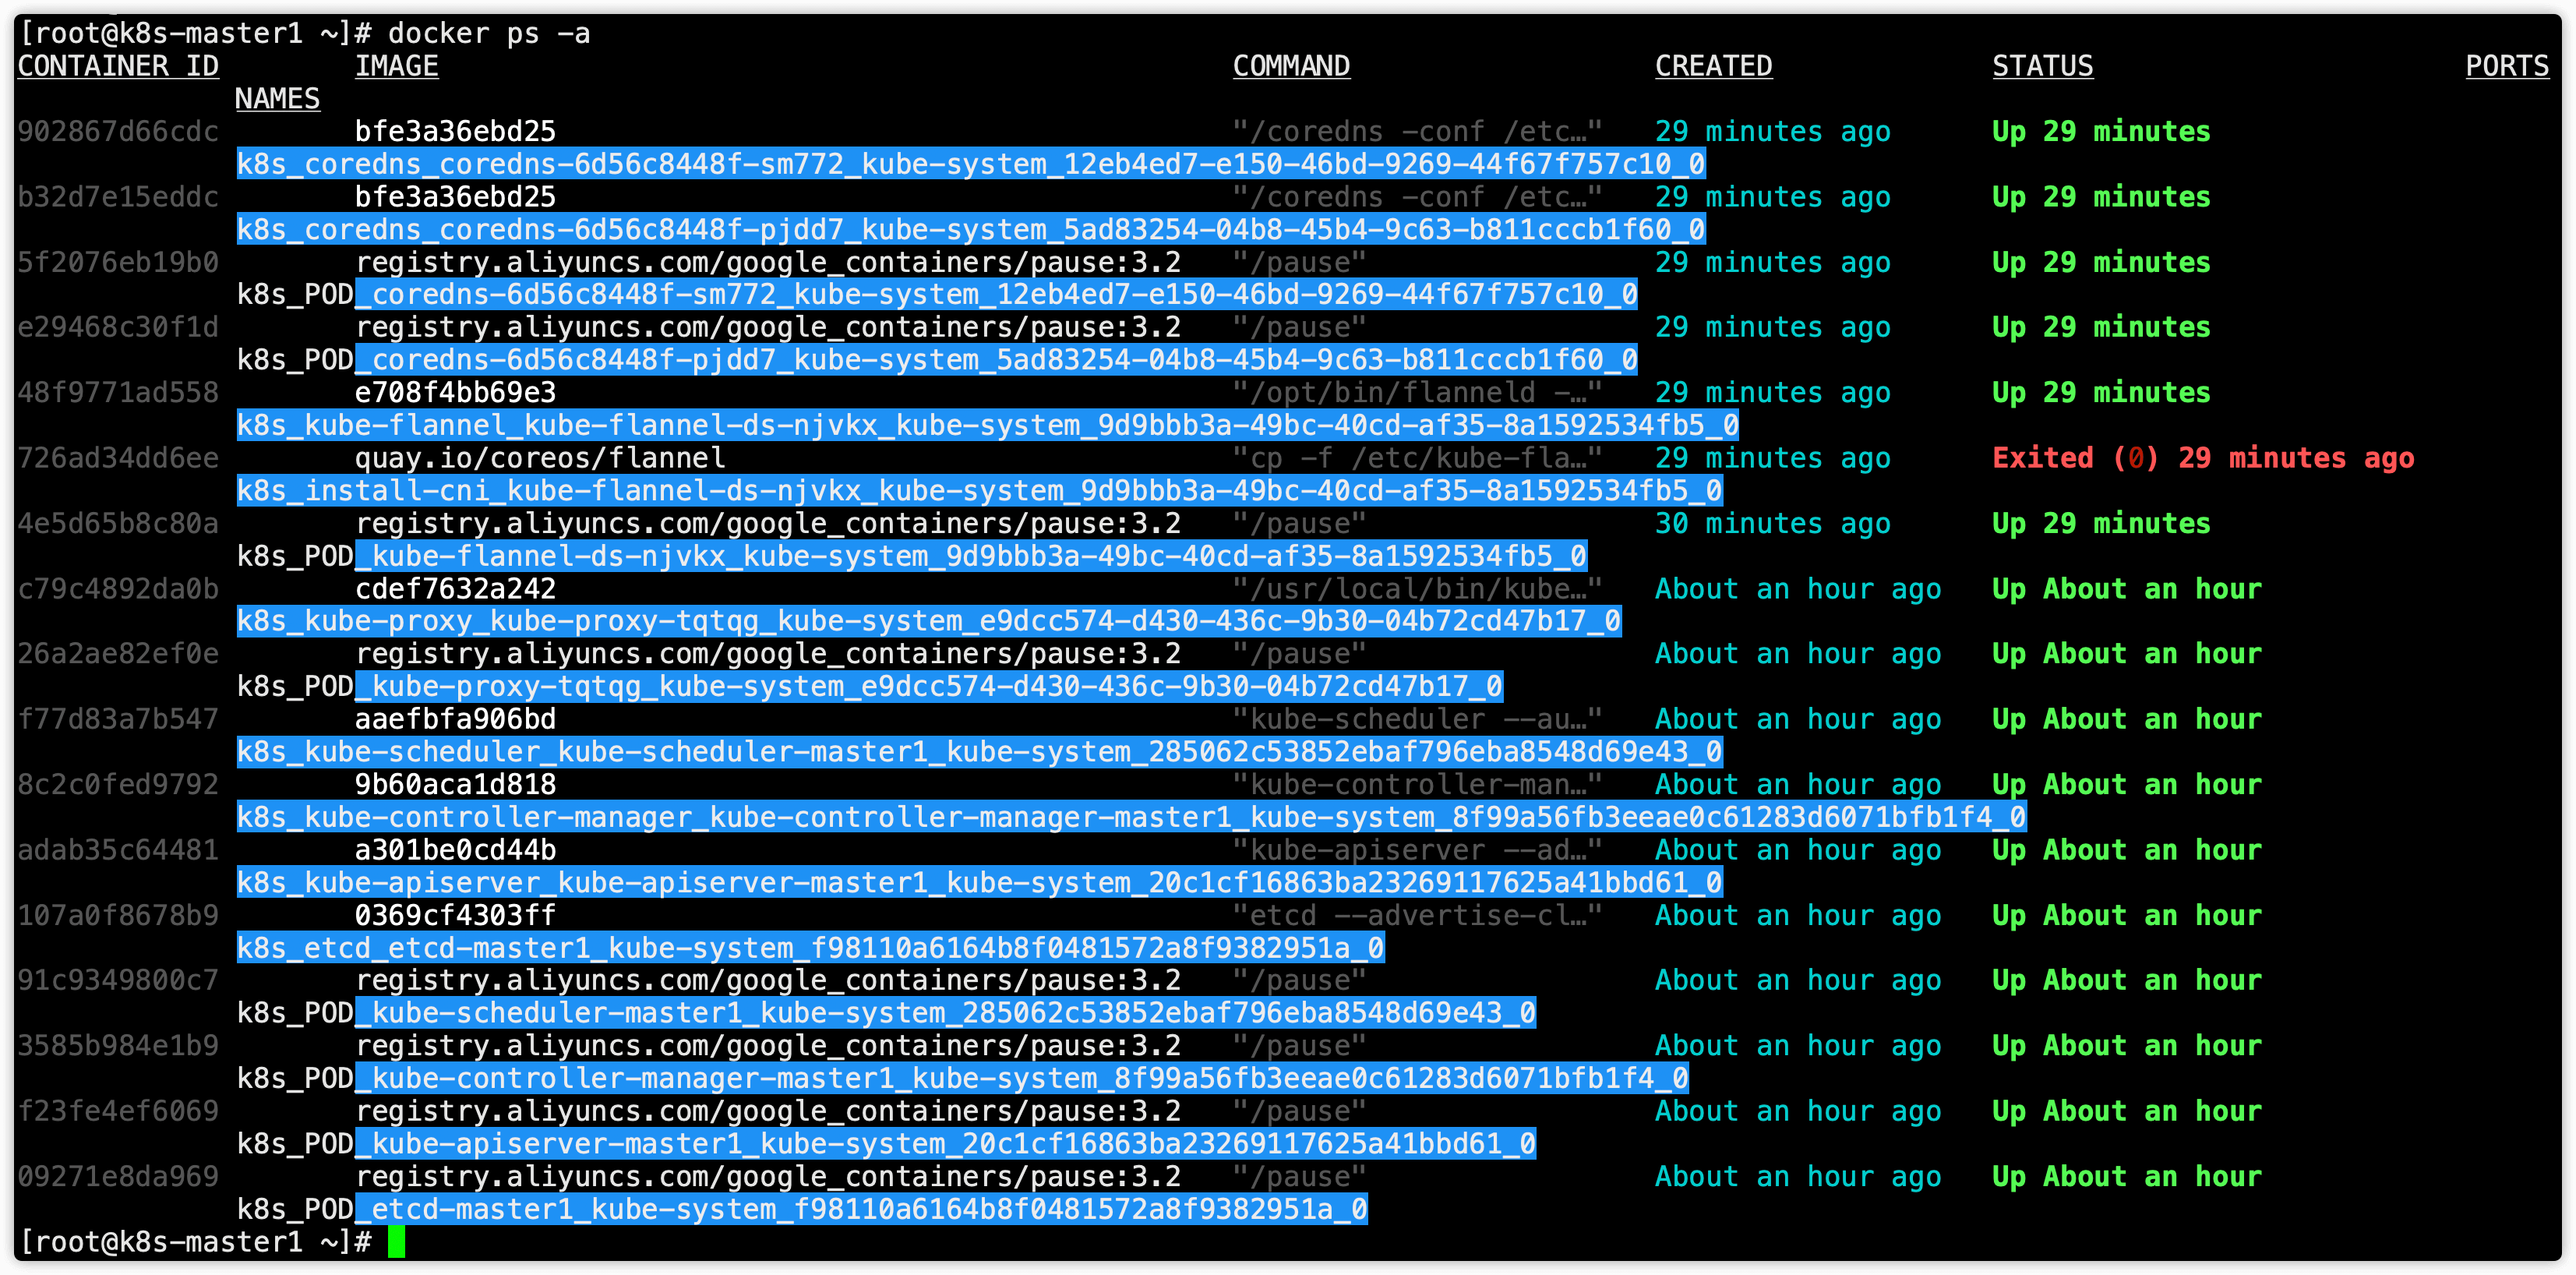 [root@k8s-master1 ~]# docker ps -a
CONTAINER ID IMAGE COMMAND CREATED STATUS PORTS
NAMES
902867d66cdc bfe3a36ebd25 "/coredns -conf /etc…" 29 minutes ago Up 29 minutes
k8s_coredns_coredns-6d56c8448f-sm772_kube-system_12eb4ed7-e150-46bd-9269-44f67f757c10_0
b32d7e15eddc bfe3a36ebd25 "/coredns -conf /etc…" 29 minutes ago Up 29 minutes
k8s_coredns_coredns-6d56c8448f-pjdd7_kube-system_5ad83254-04b8-45b4-9c63-b811cccb1f60_0
5f2076eb19b0 registry.aliyuncs.com/google_containers/pause:3.2 "/pause" 29 minutes ago Up 29 minutes
k8s_POD_coredns-6d56c8448f-sm772_kube-system_12eb4ed7-e150-46bd-9269-44f67f757c10_0
e29468c30f1d registry.aliyuncs.com/google_containers/pause:3.2 "/pause" 29 minutes ago Up 29 minutes
k8s_POD_coredns-6d56c8448f-pjdd7_kube-system_5ad83254-04b8-45b4-9c63-b811cccb1f60_0
48f9771ad558 e708f4bb69e3 "/opt/bin/flanneld -…" 29 minutes ago Up 29 minutes
k8s_kube-flannel_kube-flannel-ds-njvkx_kube-system_9d9bbb3a-49bc-40cd-af35-8a1592534fb5_0
726ad34dd6ee quay.io/coreos/flannel "cp -f /etc/kube-fla…" 29 minutes ago Exited (0) 29 minutes ago
k8s_install-cni_kube-flannel-ds-njvkx_kube-system_9d9bbb3a-49bc-40cd-af35-8a1592534fb5_0
4e5d65b8c80a registry.aliyuncs.com/google_containers/pause:3.2 "/pause" 30 minutes ago Up 29 minutes
k8s_POD_kube-flannel-ds-njvkx_kube-system_9d9bbb3a-49bc-40cd-af35-8a1592534fb5_0
c79c4892da0b cdef7632a242 "/usr/local/bin/kube…" About an hour ago Up About an hour
k8s_kube-proxy_kube-proxy-tqtqg_kube-system_e9dcc574-d430-436c-9b30-04b72cd47b17_0
26a2ae82ef0e registry.aliyuncs.com/google_containers/pause:3.2 "/pause" About an hour ago Up About an hour
k8s_POD_kube-proxy-tqtqg_kube-system_e9dcc574-d430-436c-9b30-04b72cd47b17_0
f77d83a7b547 aaefbfa906bd "kube-scheduler --au…" About an hour ago Up About an hour
k8s_kube-scheduler_kube-scheduler-master1_kube-system_285062c53852ebaf796eba8548d69e43_0
8c2c0fed9792 9b60aca1d818 "kube-controller-man…" About an hour ago Up About an hour
k8s_kube-controller-manager_kube-controller-manager-master1_kube-system_8f99a56fb3eeae0c61283d6071bfb1f4_0
adab35c64481 a301be0cd44b "kube-apiserver --ad…" About an hour ago Up About an hour
k8s_kube-apiserver_kube-apiserver-master1_kube-system_20c1cf16863ba23269117625a41bbd61_0
107a0f8678b9 0369cf4303ff "etcd --advertise-cl…" About an hour ago Up About an hour
k8s_etcd_etcd-master1_kube-system_f98110a6164b8f0481572a8f9382951a_0
91c9349800c7 registry.aliyuncs.com/google_containers/pause:3.2 "/pause" About an hour ago Up About an hour
k8s_POD_kube-scheduler-master1_kube-system_285062c53852ebaf796eba8548d69e43_0
3585b984e1b9 registry.aliyuncs.com/google_containers/pause:3.2 "/pause" About an hour ago Up About an hour
k8s_POD_kube-controller-manager-master1_kube-system_8f99a56fb3eeae0c61283d6071bfb1f4_0
f23fe4ef6069 registry.aliyuncs.com/google_containers/pause:3.2 "/pause" About an hour ago Up About an hour
k8s_POD_kube-apiserver-master1_kube-system_20c1cf16863ba23269117625a41bbd61_0
09271e8da969 registry.aliyuncs.com/google_containers/pause:3.2 "/pause" About an hour ago Up About an hour
k8s_POD_etcd-master1_kube-system_f98110a6164b8f0481572a8f9382951a_0
[root@k8s-master1 ~]#